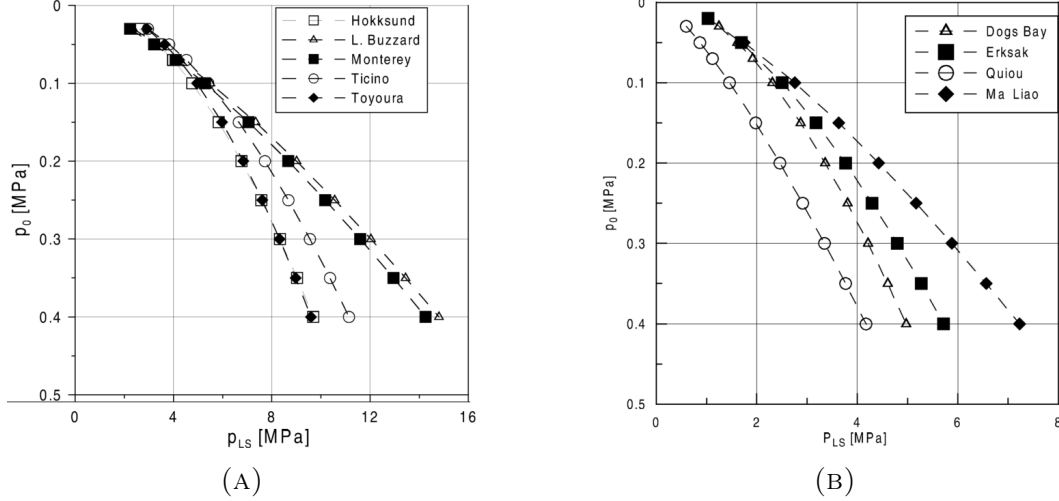 Hokksund
L. Buzzard
Monterey
Ticino
Toyoura
0
0.1
0.2
0.3
0.4
0.5
p0 [MPa]
0 4 8 12 16
pLS [MPa]
(A)
Dogs Bay
Erksak
Quiou
Ma Liao
0
0.1
0.2
0.3
0.4
0.5
p0 [MPa]
0 2 4 6 8
PLS [MPa]
(B)